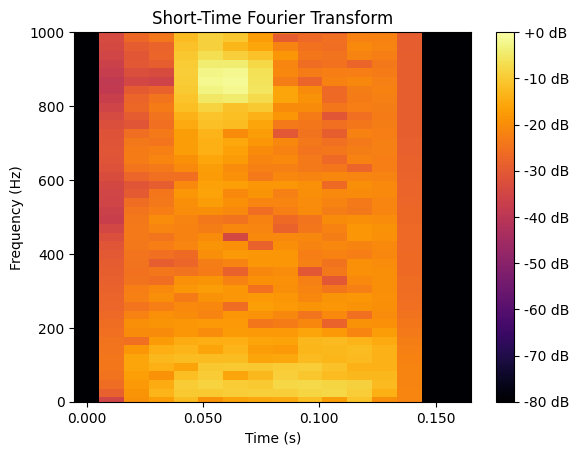 Short-Time Fourier Transform
1000
800
600
400
200
0
Frequency (Hz)
0.000
0.050
0.100
0.150
Time (s)
+0 dB
-10 dB
-20 dB
-30 dB
-40 dB
-50 dB
-60 dB
-70 dB
-80 dB